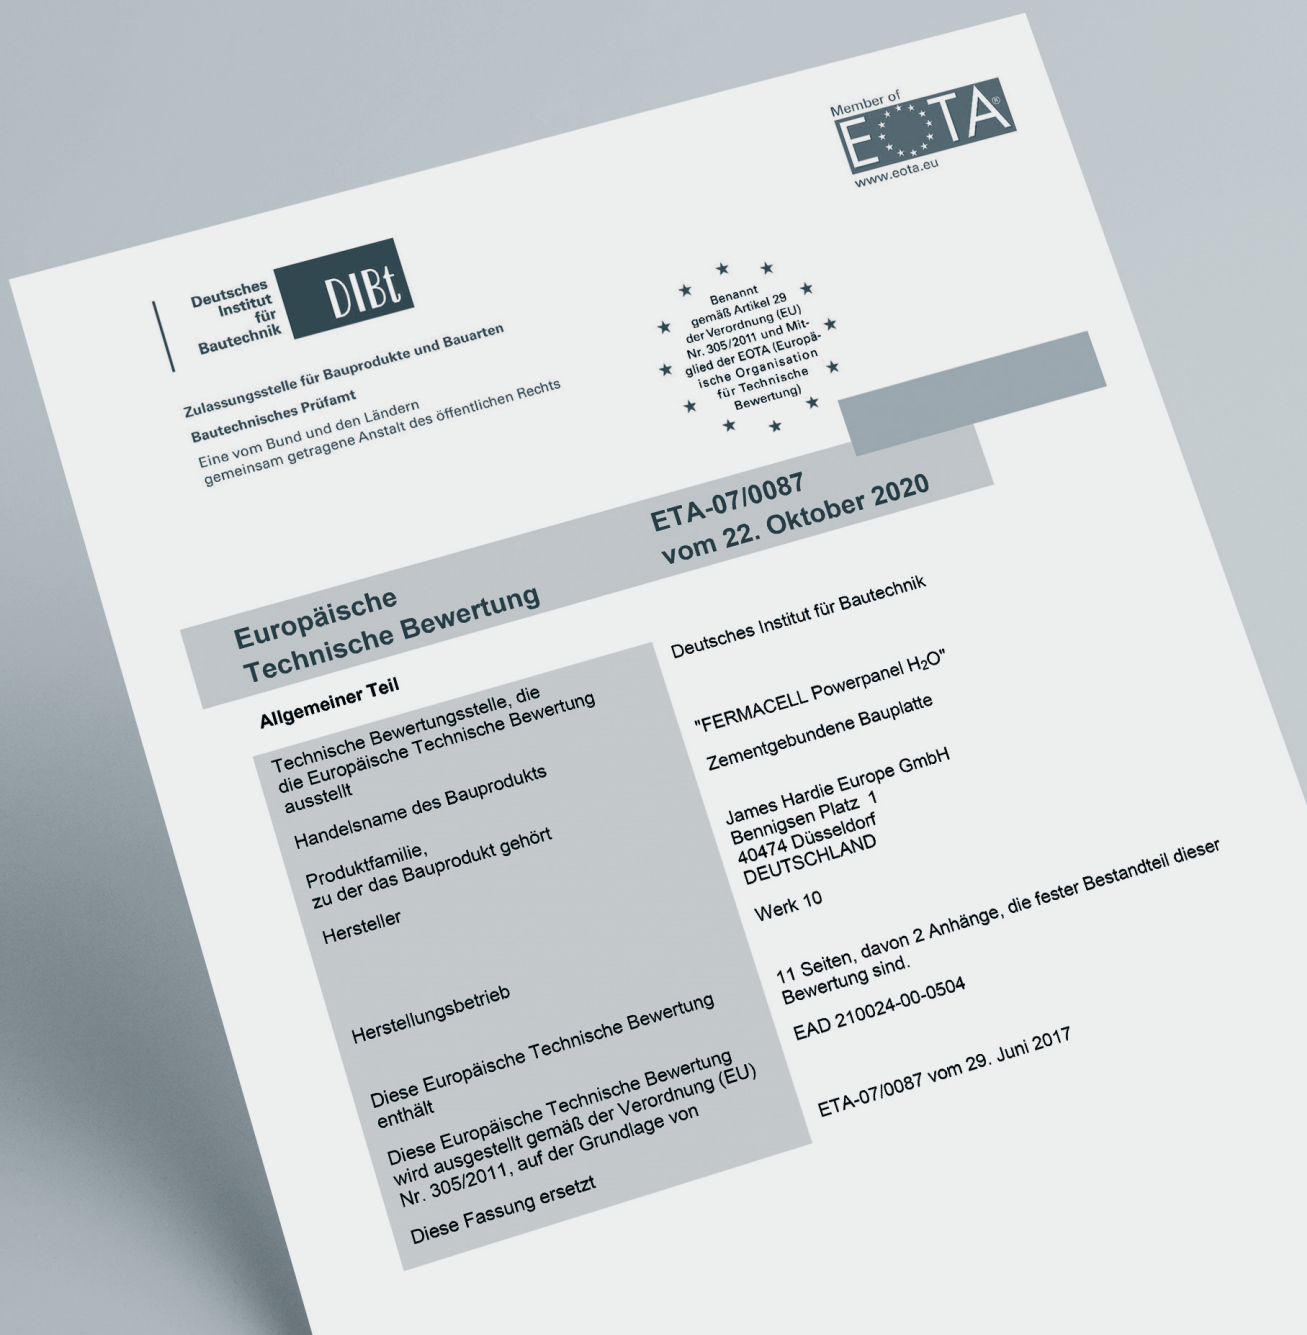 Member of
EOTA®
www.eota.eu
Deutsches
Institut
für
Bautechnik
DIBt
Zulassungsstelle für Bauprodukte und Bauarten
Bautechnisches Prüfamt
Eine vom Bund und den Ländern
gemeinsam getragene Anstalt des öffentlichen Rechts
Benannt
gemäß Artikel 29
der Verordnung (EU)
Nr. 305/2011 und Mit-
glied der EOTA (Europä-
ische Organisation
für Technische
Bewertung)
Europäische
Technische Bewertung
ETA-07/0087
vom 22. Oktober 2020
Allgemeiner Teil
Technische Bewertungsstelle, die
die Europäische Technische Bewertung
ausstellt
Deutsches Institut für Bautechnik
Handelsname des Bauprodukts
"FERMACELL Powerpanel H₂O"
Produktfamilie,
zu der das Bauprodukt gehört
Zementgebundene Bauplatte
Hersteller
James Hardie Europe GmbH
Bennigsen Platz 1
40474 Düsseldorf
DEUTSCHLAND
Herstellungsbetrieb
Werk 10
Diese Europäische Technische Bewertung
enthält
11 Seiten, davon 2 Anhänge, die fester Bestandteil dieser
Bewertung sind.
Diese Europäische Technische Bewertung
wird ausgestellt gemäß der Verordnung (EU)
Nr. 305/2011, auf der Grundlage von
EAD 210024-00-0504
Diese Fassung ersetzt
ETA-07/0087 vom 29. Juni 2017